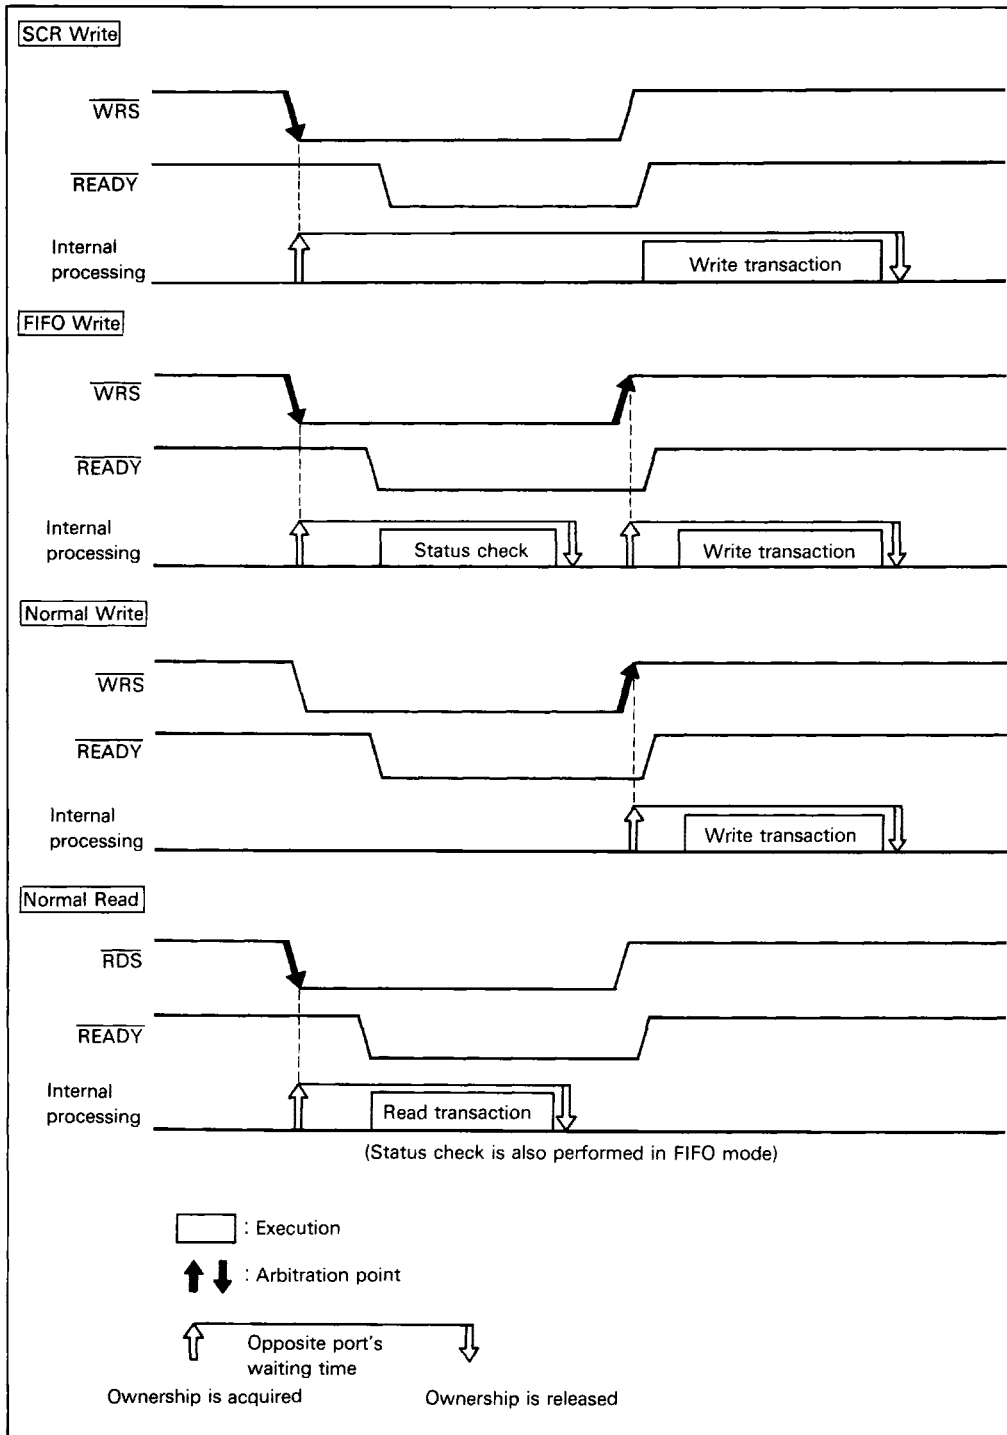 SCR Write
WRS
READY
Internal
processing
Write transaction
FIFO Write
WRS
READY
Internal
processing
Status check
Write transaction
Normal Write
WRS
READY
Internal
processing
Write transaction
Normal Read
RDS
READY
Internal
processing
Read transaction
(Status check is also performed in FIFO mode)
: Execution
: Arbitration point
Opposite port's
waiting time
Ownership is acquired
Ownership is released